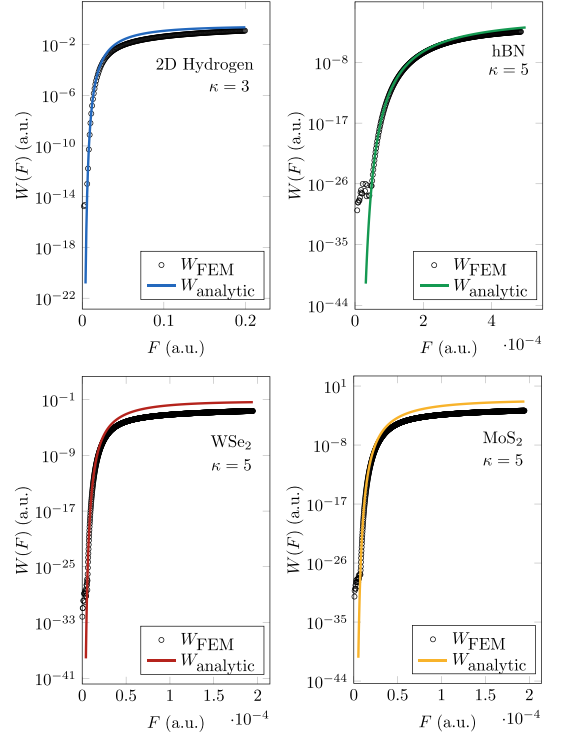 10^−2
10^−6
10^−10
10^−14
10^−18
10^−22
W(F) (a.u.)
2D Hydrogen
κ = 3
W_FEM
W_analytic
0 0.1 0.2
F (a.u.)
10^−8
10^−17
10^−26
10^−35
10^−44
W(F) (a.u.)
hBN
κ = 5
W_FEM
W_analytic
0 2 4
·10^−4
F (a.u.)
10^−1
10^−9
10^−17
10^−25
10^−33
10^−41
W(F) (a.u.)
WSe₂
κ = 5
W_FEM
W_analytic
0 0.5 1 1.5 2
·10^−4
F (a.u.)
10^1
10^−8
10^−17
10^−26
10^−35
10^−44
W(F) (a.u.)
MoS₂
κ = 5
W_FEM
W_analytic
0 0.5 1 1.5 2
·10^−4
F (a.u.)